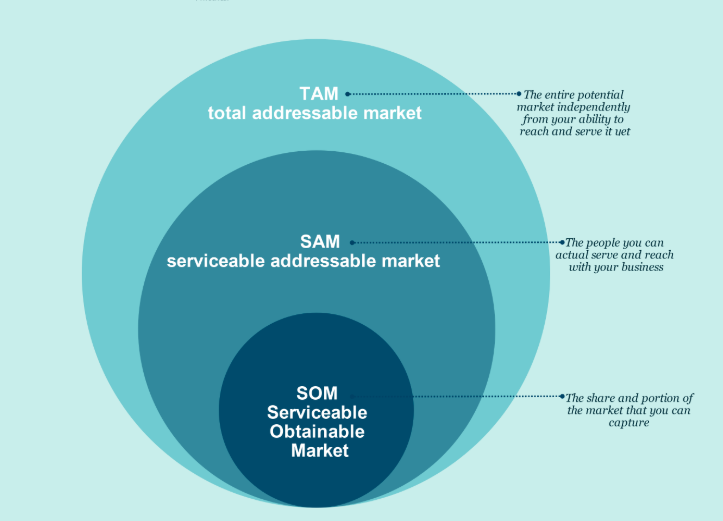 TAM
total addressable market
The entire potential
market independently
from your ability to
reach and serve it yet
SAM
serviceable addressable market
The people you can
actual serve and reach
with your business
SOM
Serviceable
Obtainable
Market
The share and portion of
the market that you can
capture